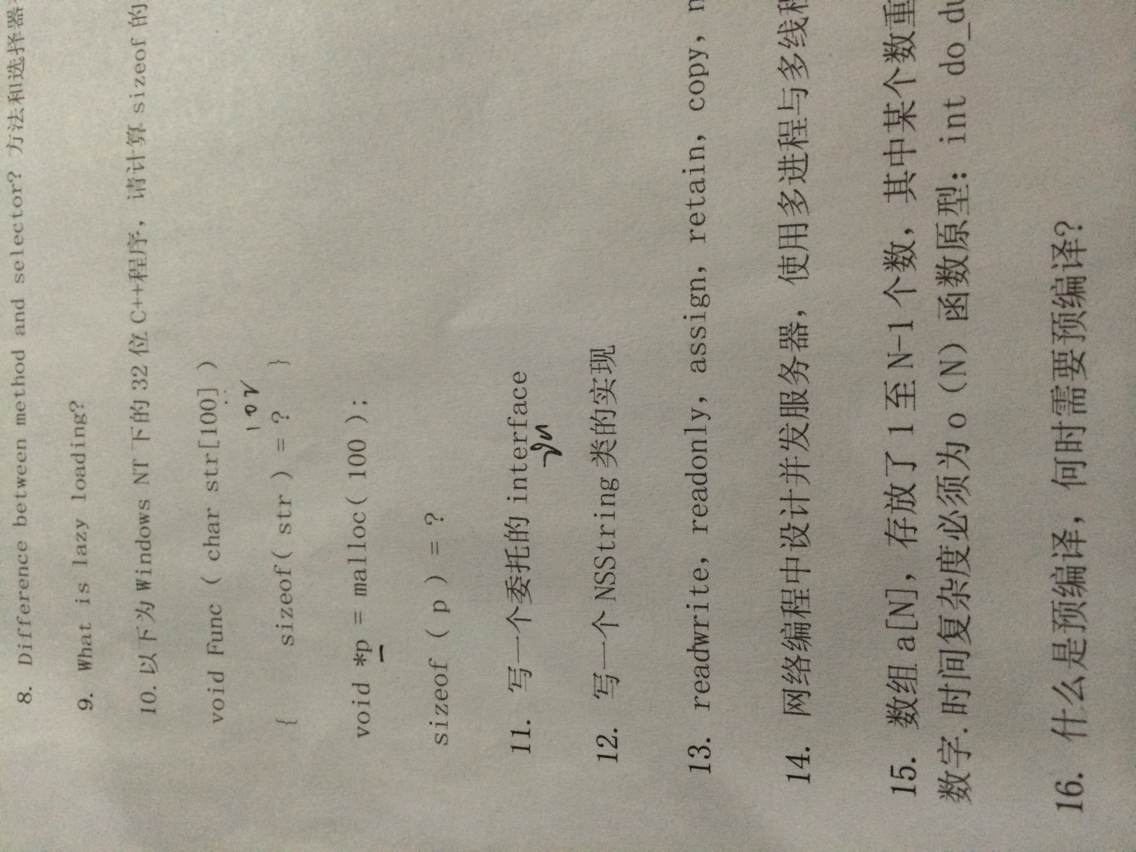 8. Difference between method and selector? 方法和选择器
9. What is lazy loading?
10. 以下为 Windows NT 下的 32 位 C++程序，请计算 sizeof 的
void Func ( char str[100] )
{ sizeof( str ) = ? }
void *p = malloc( 100 );
sizeof ( p ) = ?
11. 写一个委托的 interface
12. 写一个 NSString 类的实现
13. readwrite，readonly，assign，retain，copy，n
14. 网络编程中设计并发服务器，使用多进程与多线程
15. 数组 a[N]，存放了 1 至 N-1 个数，其中某个数重
数字. 时间复杂度必须为 o（N）函数原型：int do_du
16. 什么是预编译，何时需要预编译?